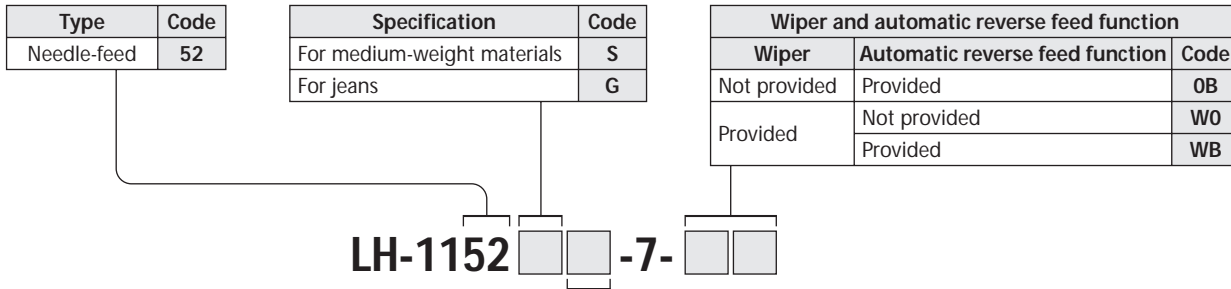 Type Code
Needle-feed 52
Specification Code
For medium-weight materials S
For jeans G
Wiper and automatic reverse feed function
Wiper Automatic reverse feed function Code
Not provided Provided 0B
Provided Not provided W0
Provided WB
LH-1152 -7-